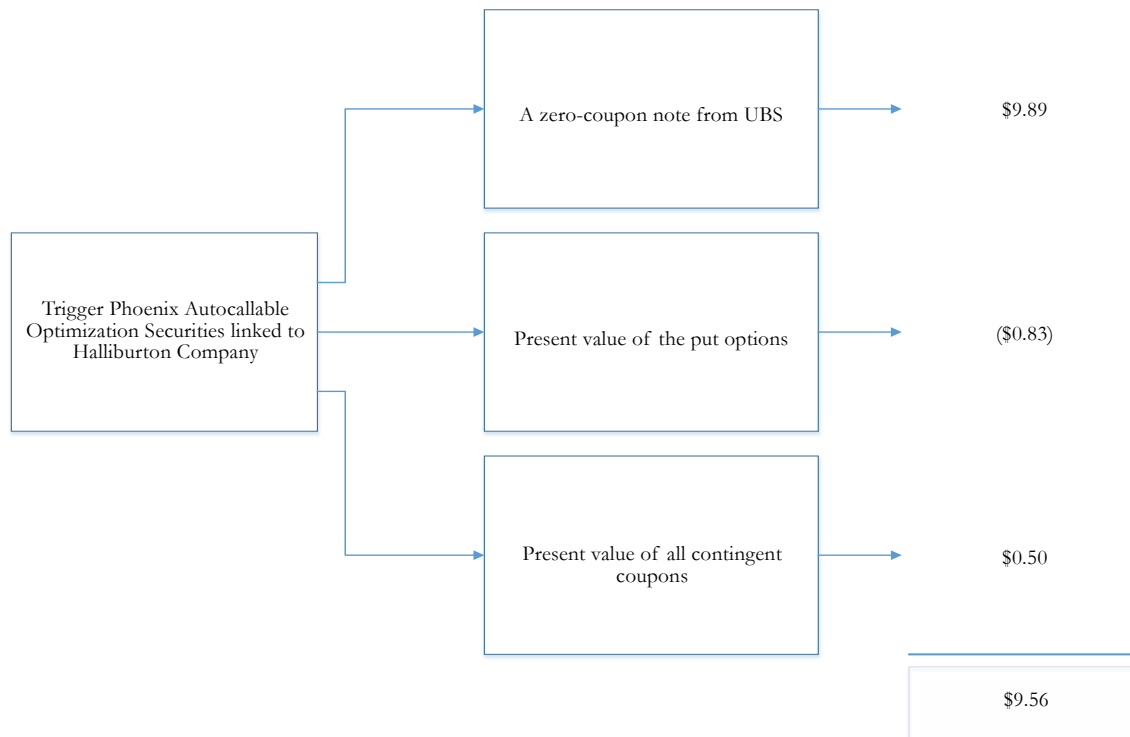 A zero-coupon note from UBS
$9.89
Trigger Phoenix Autocallable
Optimization Securities linked to
Halliburton Company
Present value of the put options
($0.83)
Present value of all contingent
coupons
$0.50
$9.56